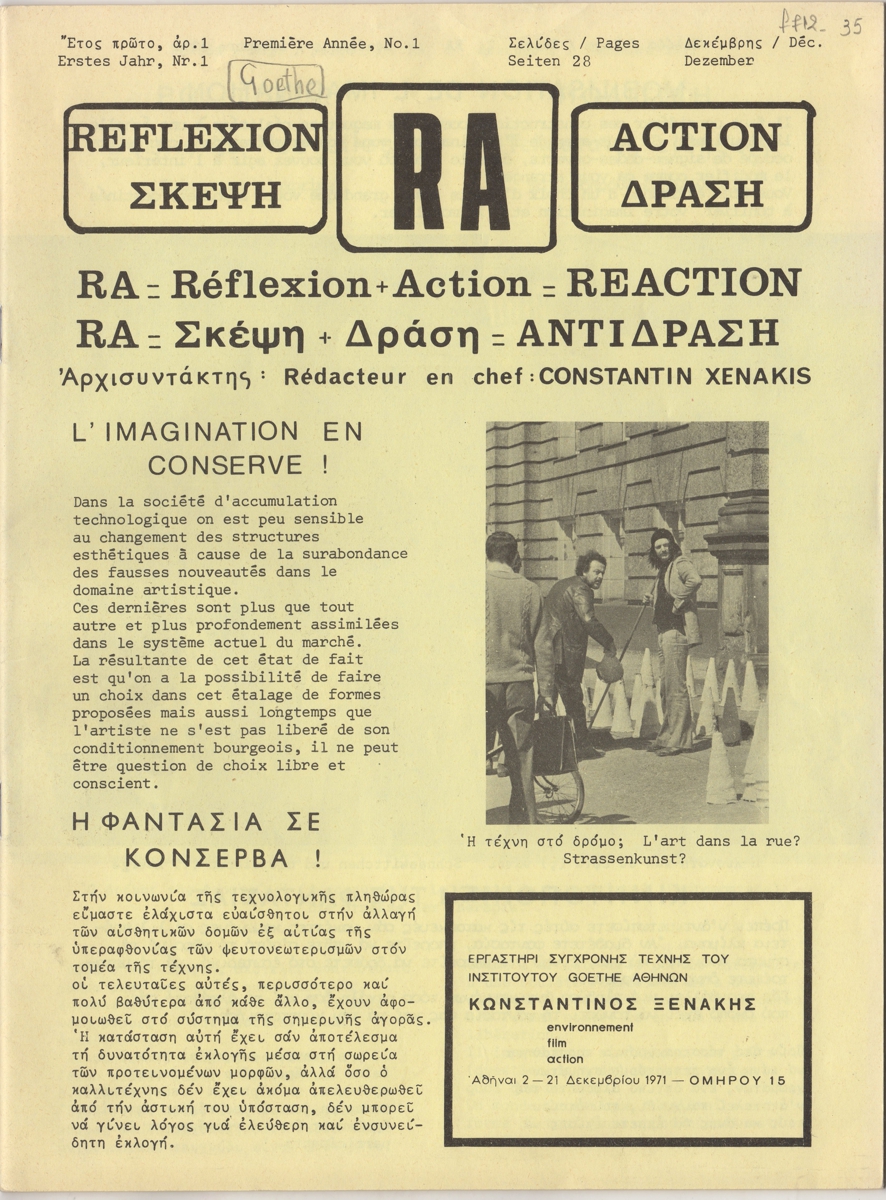 35
"Ετος πρῶτο, ἀρ.1 Première Année, No.1 Σελίδες / Pages Δεκέμβρης / Déc.
Erstes Jahr, Nr.1 Seiten 28 Dezember
Goethe
REFLEXION
ΣΚΕΨΗ
RA
ACTION
ΔΡΑΣΗ
RA = Réflexion + Action = REACTION
RA = Σκέψη + Δράση = ΑΝΤΙΔΡΑΣΗ
Ἀρχισυντάκτης : Rédacteur en chef : CONSTANTIN XENAKIS
L' IMAGINATION EN
CONSERVE !
Dans la société d'accumulation
technologique on est peu sensible
au changement des structures
esthétiques à cause de la surabondance
des fausses nouveautés dans le
domaine artistique.
Ces dernières sont plus que tout
autre et plus profondement assimilées
dans le système actuel du marché.
La résultante de cet état de fait
est qu'on a la possibilité de faire
un choix dans cet étalage de formes
proposées mais aussi longtemps que
l'artiste ne s'est pas liberé de son
conditionnement bourgeois, il ne peut
être question de choix libre et
conscient.
Η ΦΑΝΤΑΣΙΑ ΣΕ
ΚΟΝΣΕΡΒΑ !
Στήν κοινωνία τῆς τεχνολογικῆς πληθώρας
εἴμαστε ἐλάχιστα εὐαίσθητοι στήν ἀλλαγή
τῶν αἰσθητικῶν δομῶν ἐξ αἰτίας τῆς
ὑπεραφθονίας τῶν ψευτονεωτερισμῶν στόν
τομέα τῆς τέχνης.
οἱ τελευταῖες αὐτές, περισσότερο καί
πολύ βαθύτερα ἀπό κάθε ἄλλο, ἔχουν ἀφο-
μοιωθεῖ στό σύστημα τῆς σημερινῆς ἀγορᾶς.
Ἡ κατάσταση αὐτή ἔχει σάν ἀποτέλεσμα
τή δυνατότητα ἐκλογῆς μέσα στή σωρεία
τῶν προτεινομένων μορφῶν, ἀλλά ὅσο ὁ
καλλιτέχνης δέν ἔχει ἀκόμα ἀπελευθερωθεῖ
ἀπό τήν ἀστική του ὑπόσταση, δέν μπορεῖ
νά γίνει λόγος γιά ἐλεύθερη καί ἐνσυνεί-
δητη ἐκλογή.
Ἡ τέχνη στό δρόμο; L'art dans la rue?
Strassenkunst?
ΕΡΓΑΣΤΗΡΙ ΣΥΓΧΡΟΝΗΣ ΤΕΧΝΗΣ ΤΟΥ
ΙΝΣΤΙΤΟΥΤΟΥ GOETHE ΑΘΗΝΩΝ
ΚΩΝΣΤΑΝΤΙΝΟΣ ΞΕΝΑΚΗΣ
environnement
film
action
Ἀθήναι 2 — 21 Δεκεμβρίου 1971 — ΟΜΗΡΟΥ 15